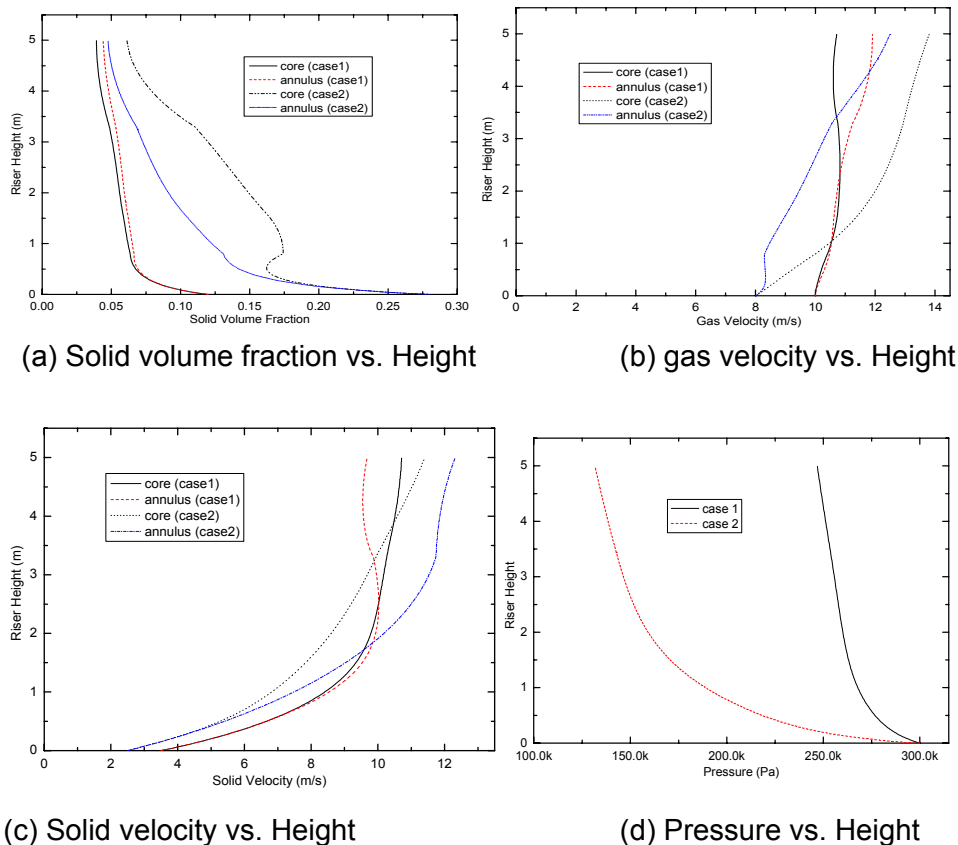 5
4
3
2
1
0
Riser Height (m)
0.00 0.05 0.10 0.15 0.20 0.25 0.30
Solid Volume Fraction
core (case1)
annulus (case1)
core (case2)
annulus (case2)
(a) Solid volume fraction vs. Height
5
4
3
2
1
0
Riser Height (m)
0 2 4 6 8 10 12 14
Gas Velocity (m/s)
core (case1)
annulus (case1)
core (case2)
annulus (case2)
(b) gas velocity vs. Height
5
4
3
2
1
0
Riser Height (m)
0 2 4 6 8 10 12
Solid Velocity (m/s)
core (case1)
annulus (case1)
core (case2)
annulus (case2)
(c) Solid velocity vs. Height
5
4
3
2
1
0
Riser Height
100.0k 150.0k 200.0k 250.0k 300.0k
Pressure (Pa)
case 1
case 2
(d) Pressure vs. Height